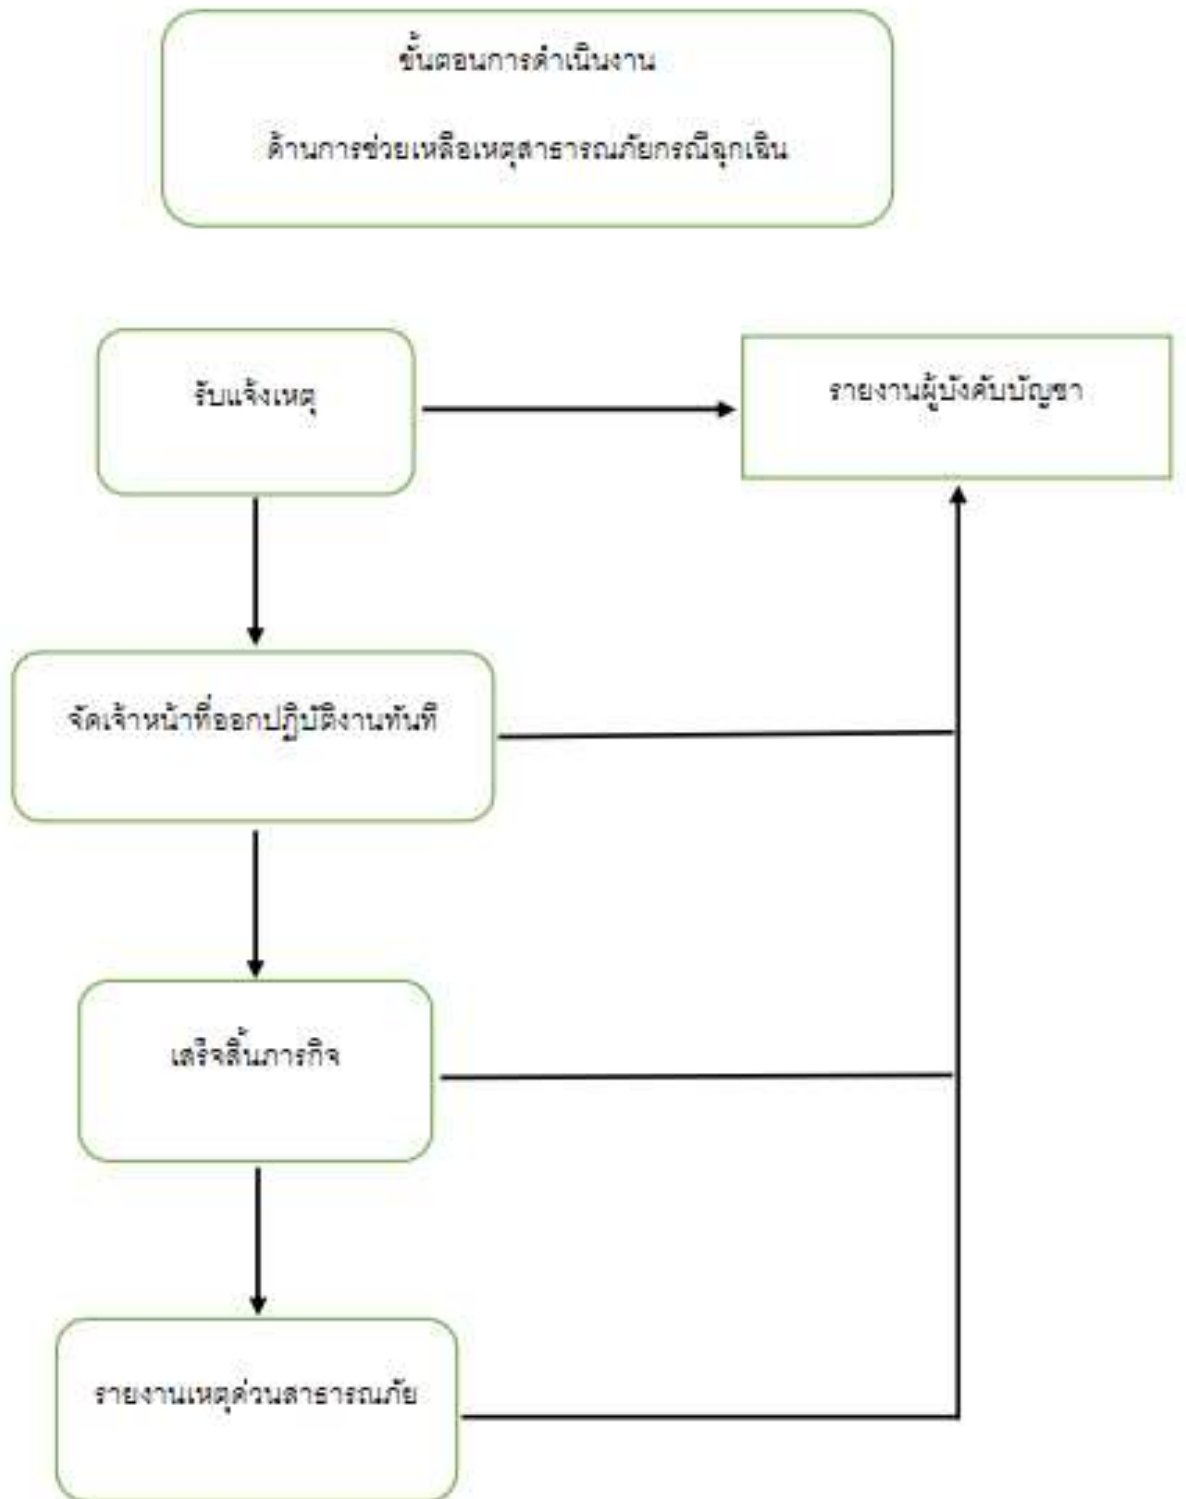 ขั้นตอนการดำเนินงาน
ด้านการช่วยเหลือเหตุสาธารณภัยกรณีฉุกเฉิน
รับแจ้งเหตุ
รายงานผู้บังคับบัญชา
จัดเจ้าหน้าที่ออกปฏิบัติงานทันที
เสร็จสิ้นภารกิจ
รายงานเหตุด่วนสาธารณภัย